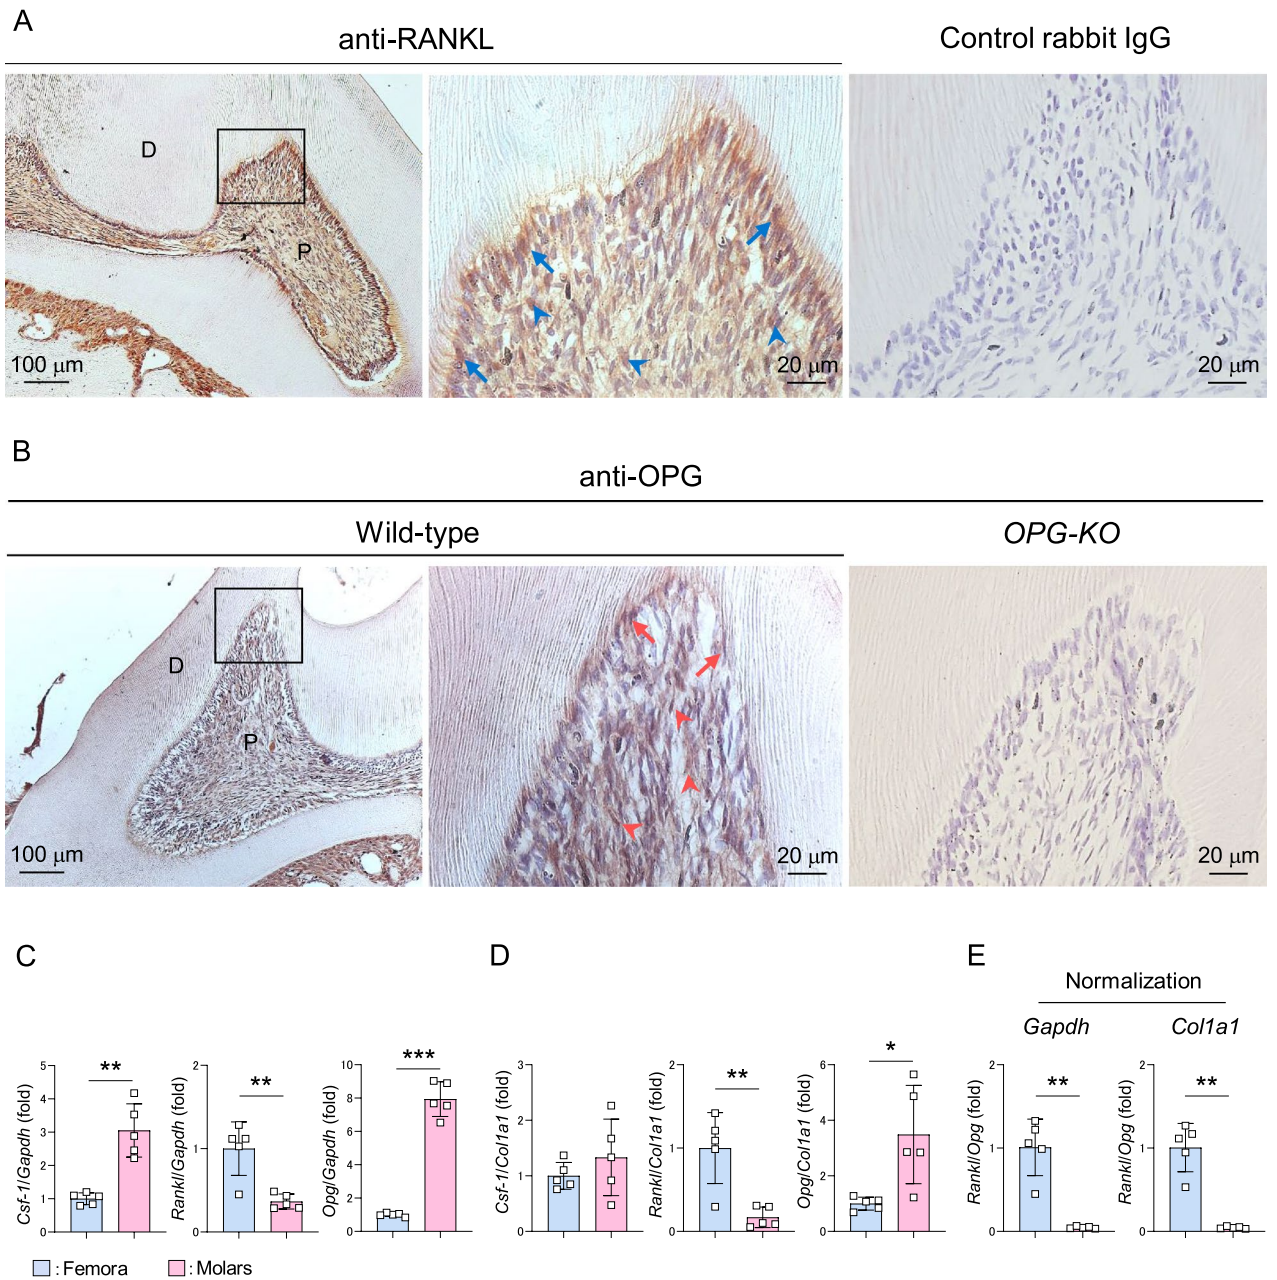 A
anti-RANKL
Control rabbit IgG
D
P
100 μm
20 μm
20 μm
B
anti-OPG
Wild-type
OPG-KO
D
P
100 μm
20 μm
20 μm
C
D
E
Normalization
Gapdh
Col1a1
Csf-1/Gapdh (fold)
5
4
3
2
1
0
**
Rankl/Gapdh (fold)
2
1
0
**
Opg/Gapdh (fold)
10
8
6
4
2
0
***
Csf-1/Col1a1 (fold)
3
2
1
0
Rankl/Col1a1 (fold)
2
1
0
**
Opg/Col1a1 (fold)
6
4
2
0
*
Rankl/Opg (fold)
2
1
0
**
Rankl/Opg (fold)
2
1
0
**
: Femora
: Molars